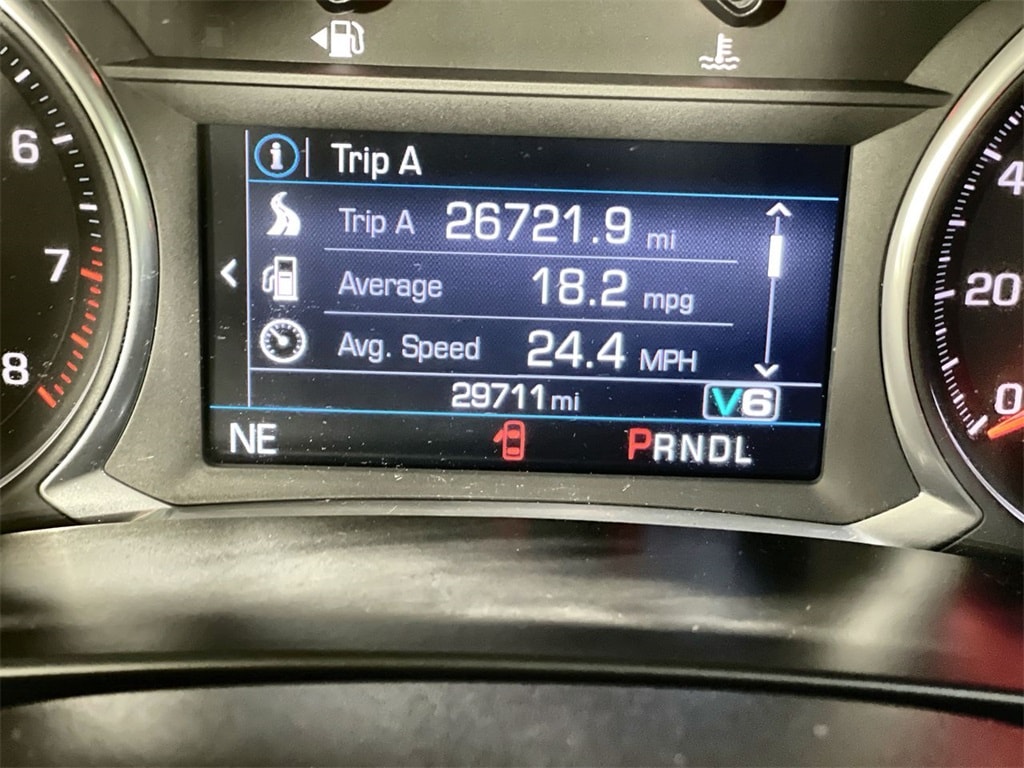 Trip A
Trip A 26721.9 mi
Average 18.2 mpg
Avg. Speed 24.4 MPH
29711 mi V6
NE PRNDL
6
7
8
4
20
0